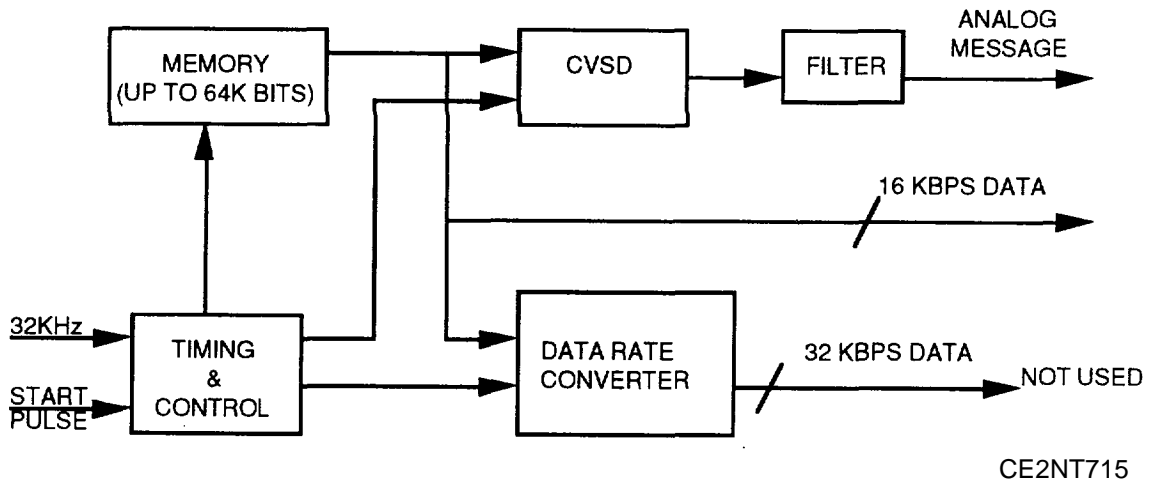 ANALOG
MESSAGE
MEMORY
(UP TO 64K BITS)
CVSD
FILTER
16 KBPS DATA
32KHz
START
PULSE
TIMING
&
CONTROL
DATA RATE
CONVERTER
32 KBPS DATA
NOT USED
CE2NT715